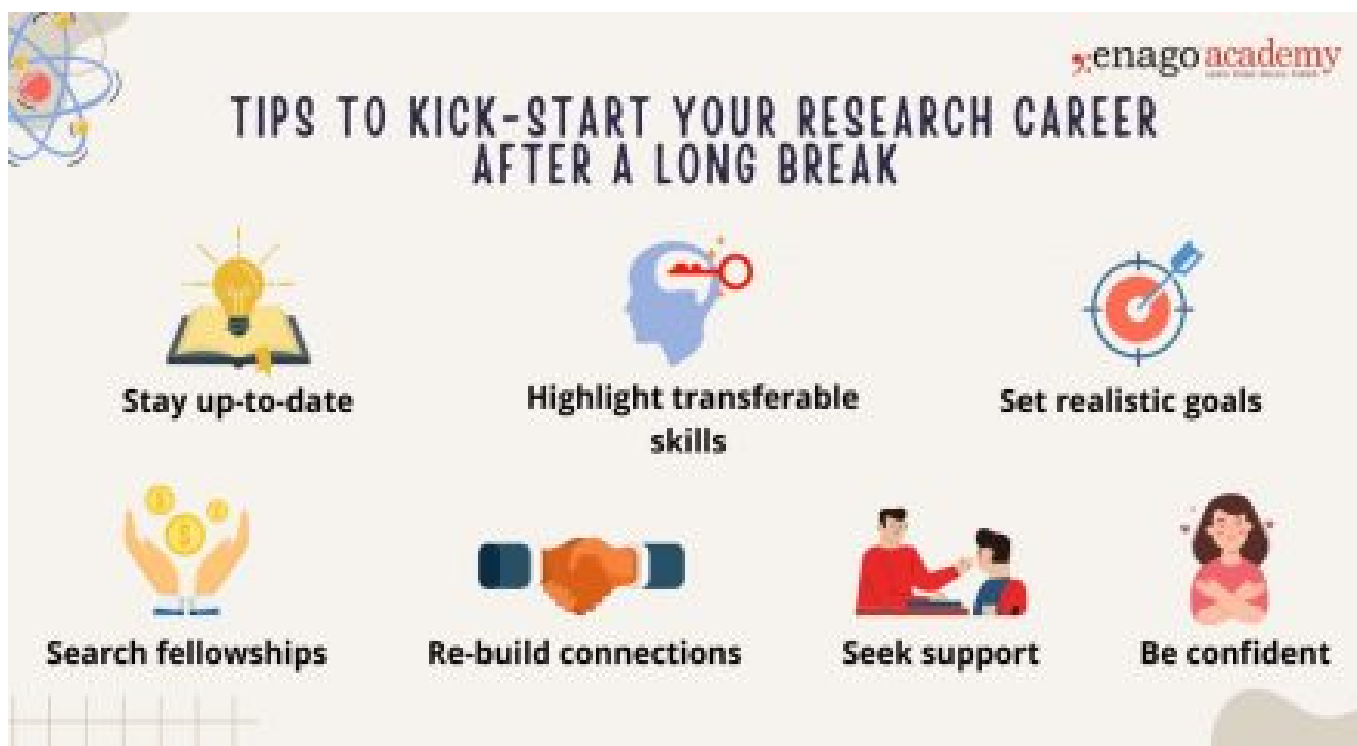 enago academy
TIPS TO KICK-START YOUR RESEARCH CAREER
AFTER A LONG BREAK
Stay up-to-date
Highlight transferable
skills
Set realistic goals
Search fellowships
Re-build connections
Seek support
Be confident